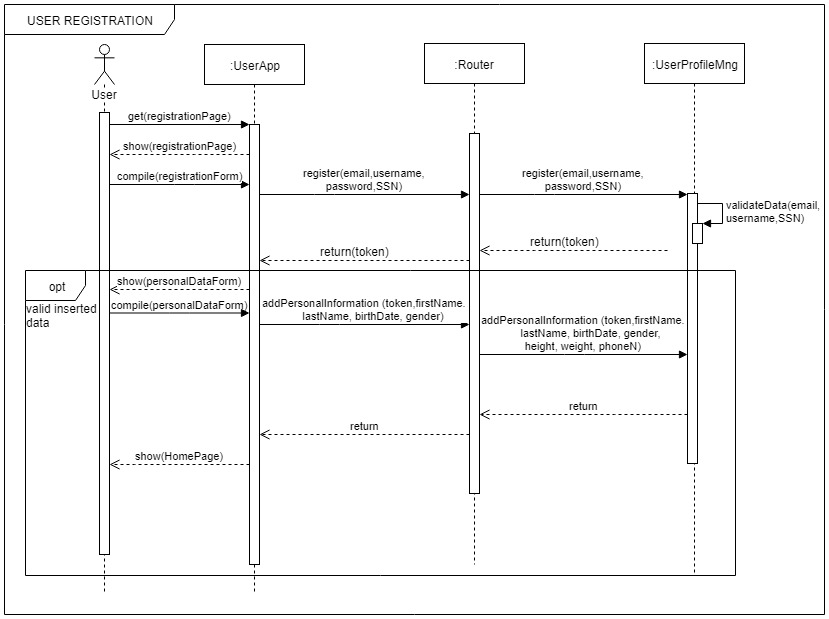 USER REGISTRATION
:UserApp
:Router
:UserProfileMng
User
get(registrationPage)
show(registrationPage)
compile(registrationForm)
register(email,username,
password,SSN)
register(email,username,
password,SSN)
validateData(email,
username,SSN)
return(token)
return(token)
opt
valid inserted
data
show(personalDataForm)
compile(personalDataForm)
addPersonalInformation (token,firstName.
lastName, birthDate, gender)
addPersonalInformation (token,firstName.
lastName, birthDate, gender,
height, weight, phoneN)
return
return
show(HomePage)